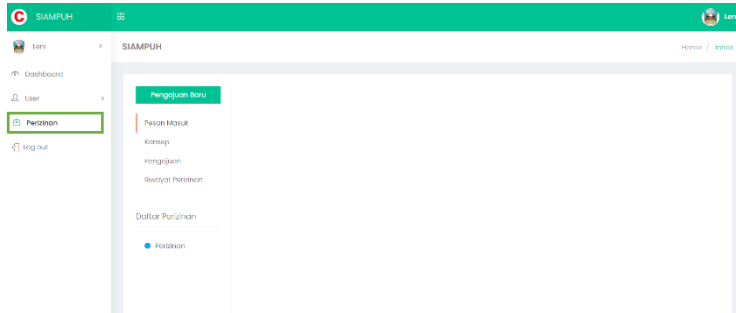 C SIAMPUH
Leni
Leni
SIAMPUH
Home / inbox
Dashboard
User
Perizinan
Log out
Pengajuan Baru
Pesan Masuk
Konsep
Pengajuan
Riwayat Perizinan
Daftar Perizinan
Perizinan